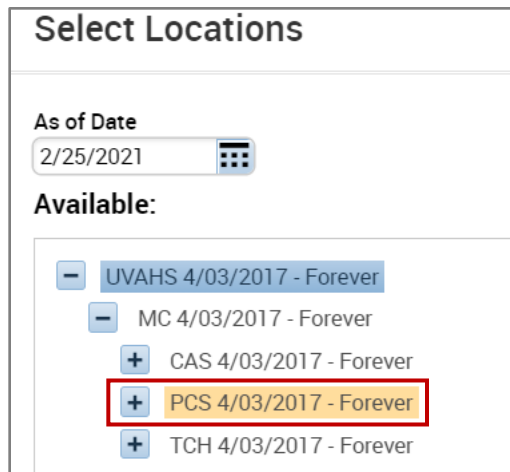 Select Locations
As of Date
2/25/2021
Available:
UVAHS 4/03/2017 - Forever
MC 4/03/2017 - Forever
CAS 4/03/2017 - Forever
PCS 4/03/2017 - Forever
TCH 4/03/2017 - Forever